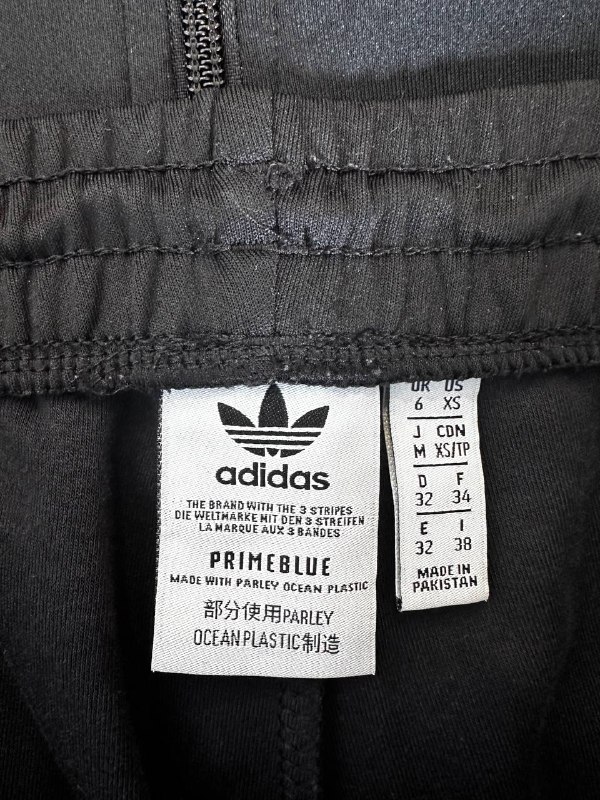 adidas
THE BRAND WITH THE 3 STRIPES
DIE WELTMARKE MIT DEN 3 STREIFEN
LA MARQUE AUX 3 BANDES
PRIMEBLUE
MADE WITH PARLEY OCEAN PLASTIC
部分使用PARLEY
OCEAN PLASTIC制造
UK US
6 XS
J CDN
M XS/TP
D F
32 34
E I
32 38
MADE IN
PAKISTAN